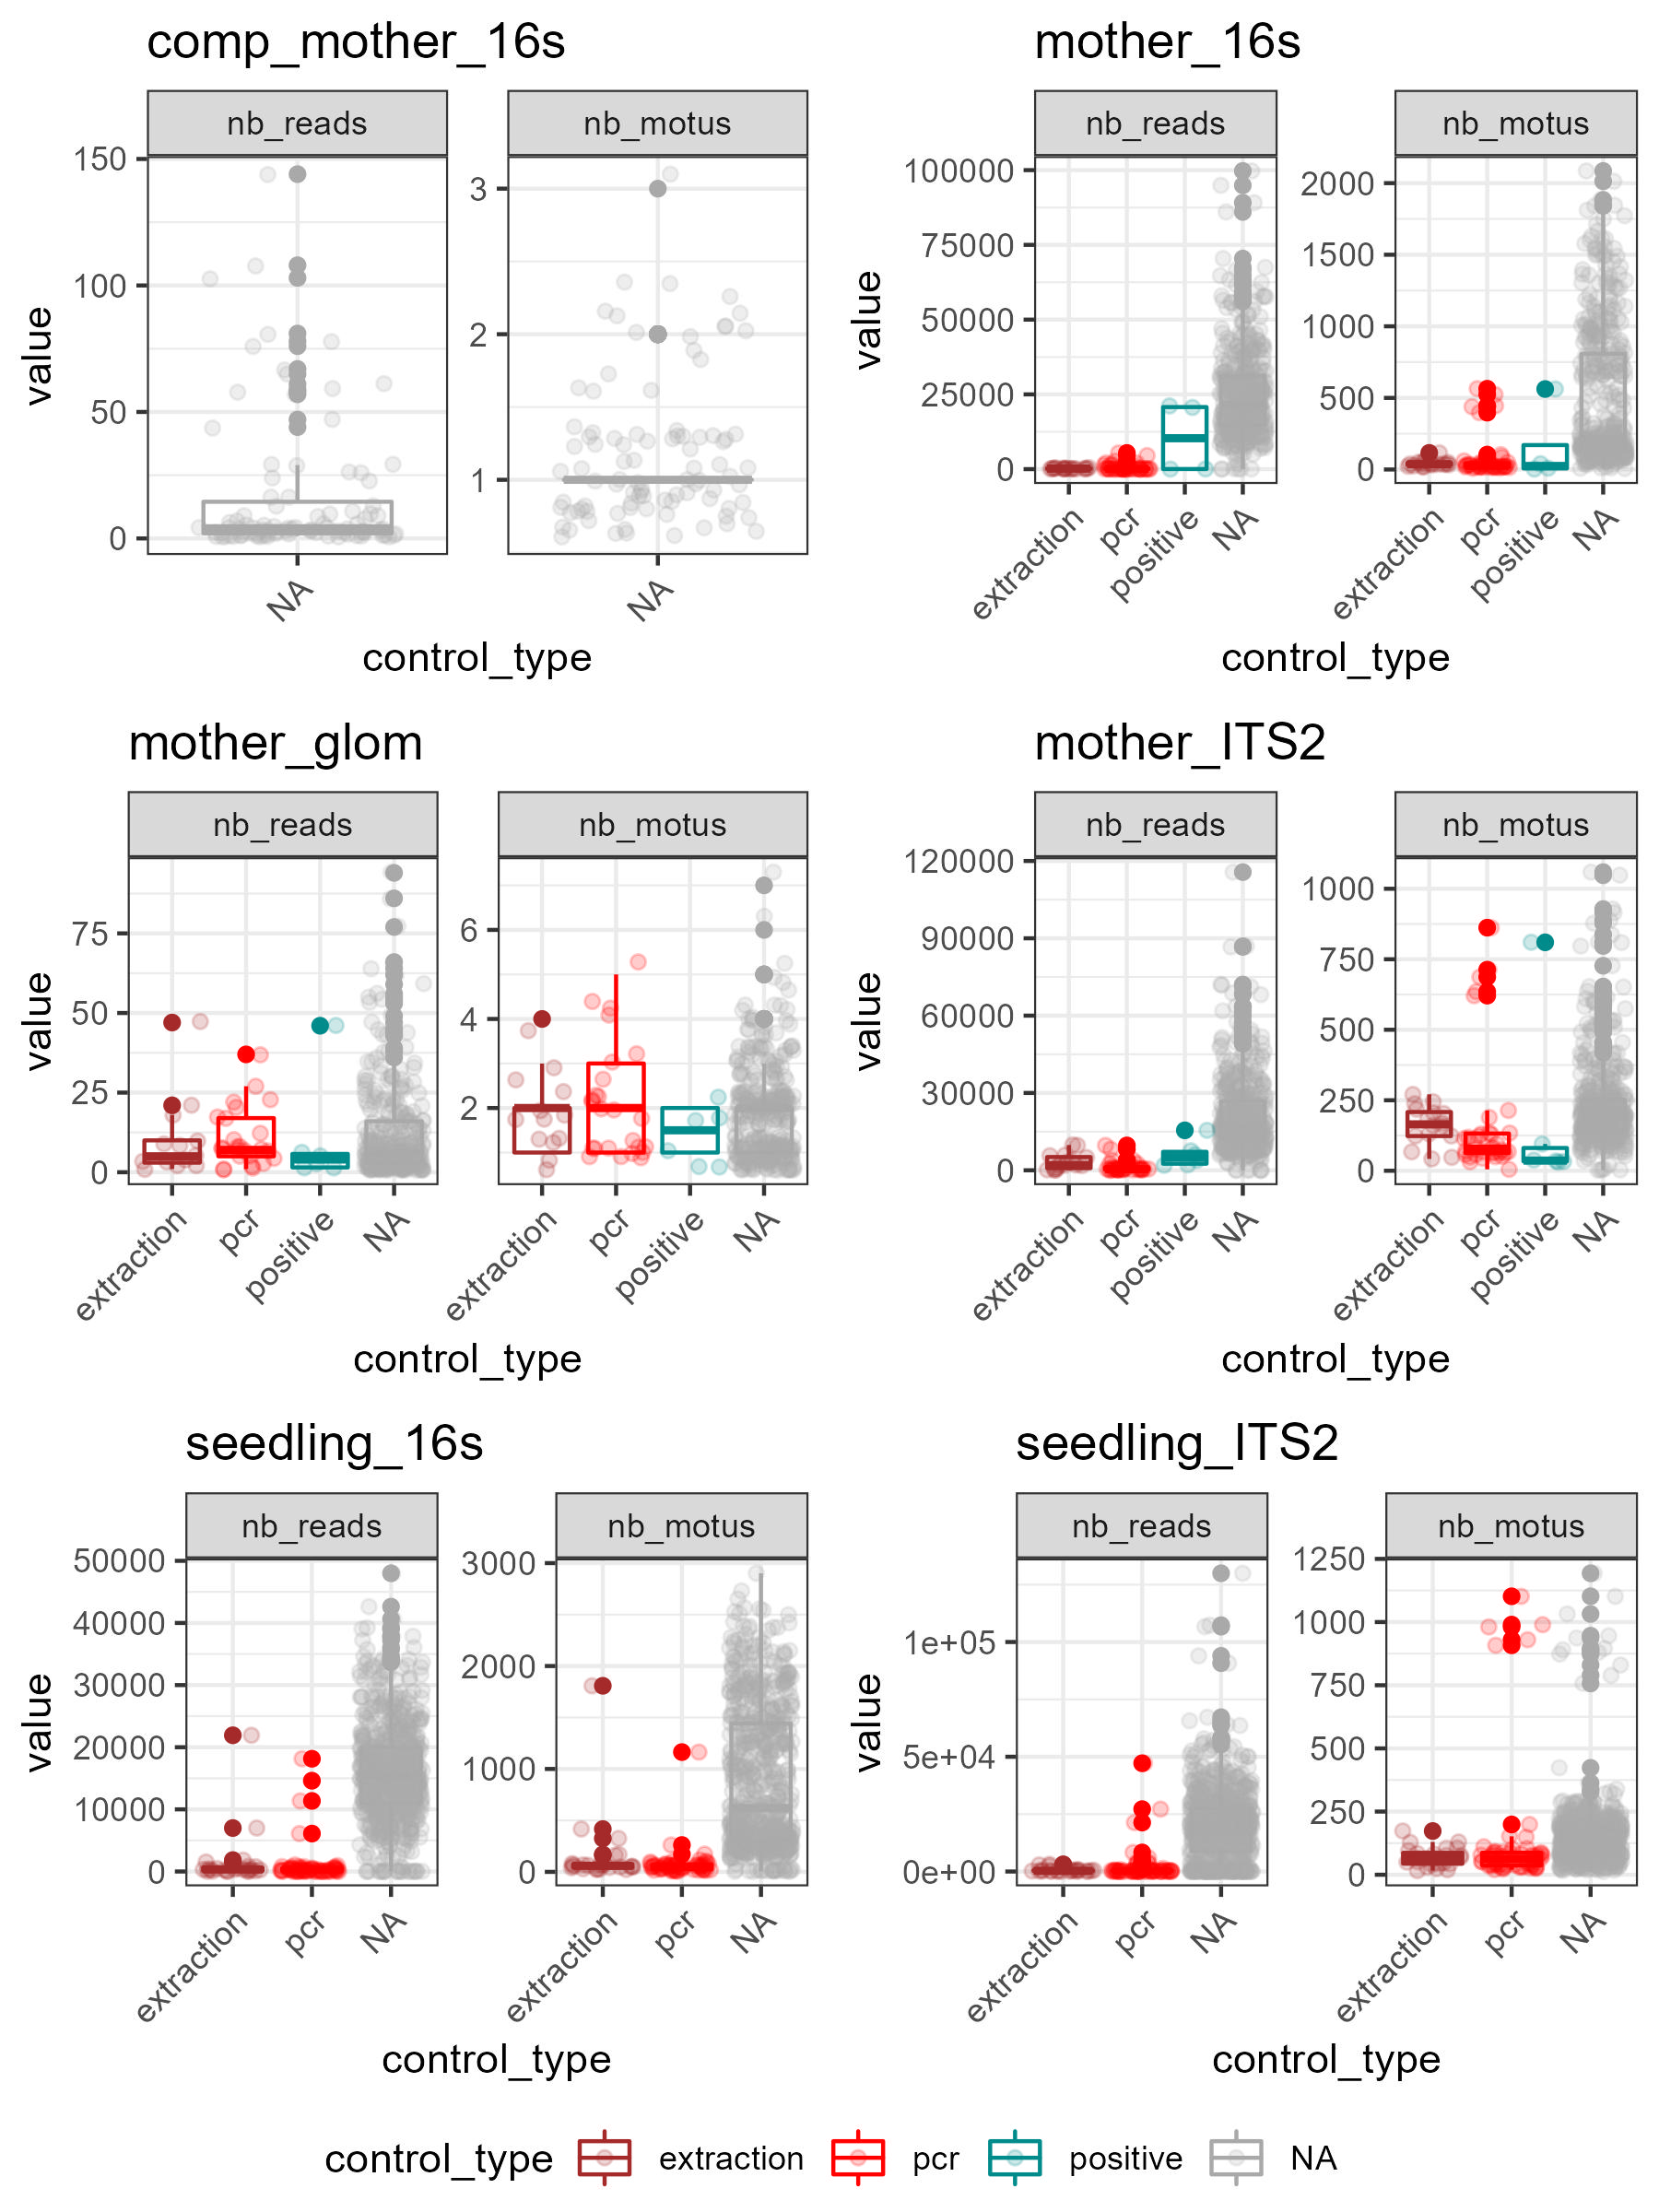 comp_mother_16s
nb_reads
nb_motus
value
150
100
50
0
3
2
1
NA
NA
control_type
mother_16s
nb_reads
nb_motus
value
100000
75000
50000
25000
0
2000
1500
1000
500
0
extraction
pcr
positive
NA
extraction
pcr
positive
NA
control_type
mother_glom
nb_reads
nb_motus
value
75
50
25
0
6
4
2
extraction
pcr
positive
NA
extraction
pcr
positive
NA
control_type
mother_ITS2
nb_reads
nb_motus
value
120000
90000
60000
30000
0
1000
750
500
250
0
extraction
pcr
positive
NA
extraction
pcr
positive
NA
control_type
seedling_16s
nb_reads
nb_motus
value
50000
40000
30000
20000
10000
0
3000
2000
1000
0
extraction
pcr
NA
extraction
pcr
NA
control_type
seedling_ITS2
nb_reads
nb_motus
value
1e+05
5e+04
0e+00
1250
1000
750
500
250
0
extraction
pcr
NA
extraction
pcr
NA
control_type
control_type extraction pcr positive NA